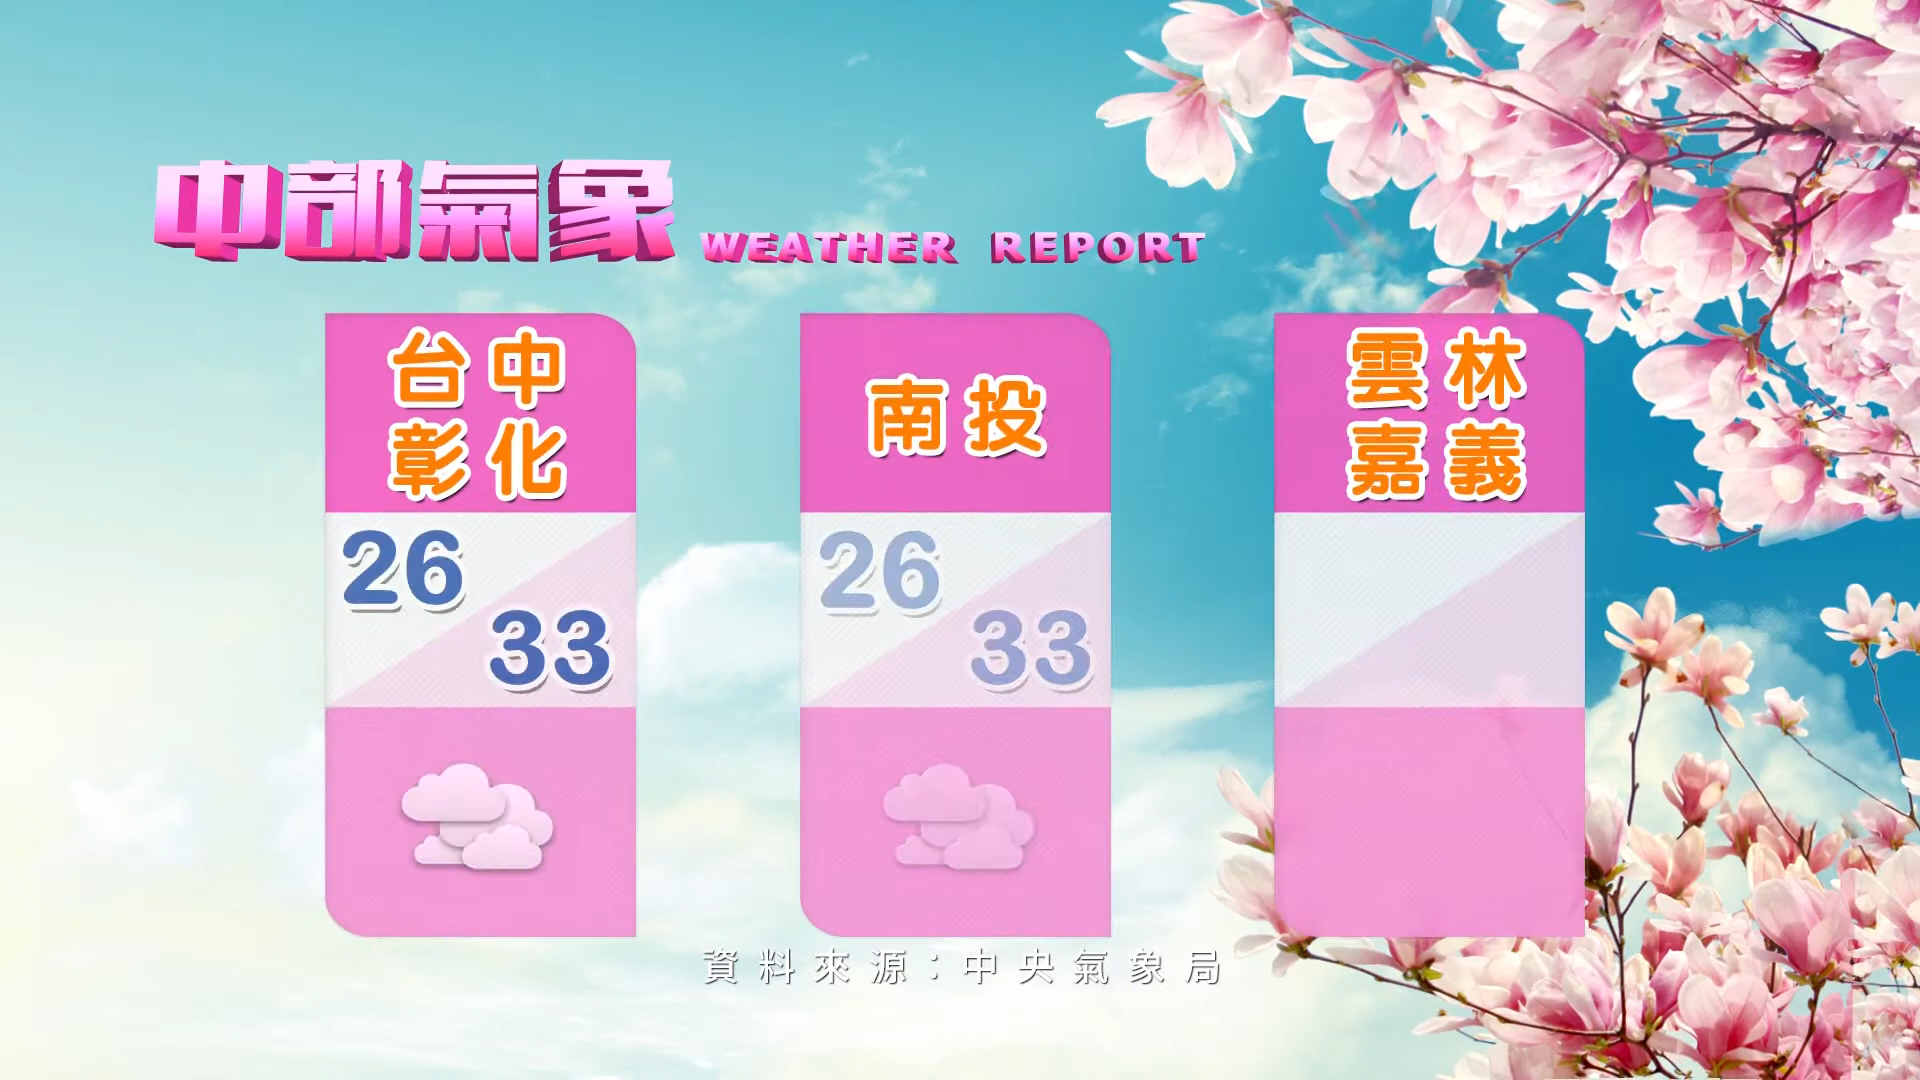 中部氣象 WEATHER REPORT
台中
彰化
26
33
南投
26
33
雲林
嘉義
資料來源：中央氣象局